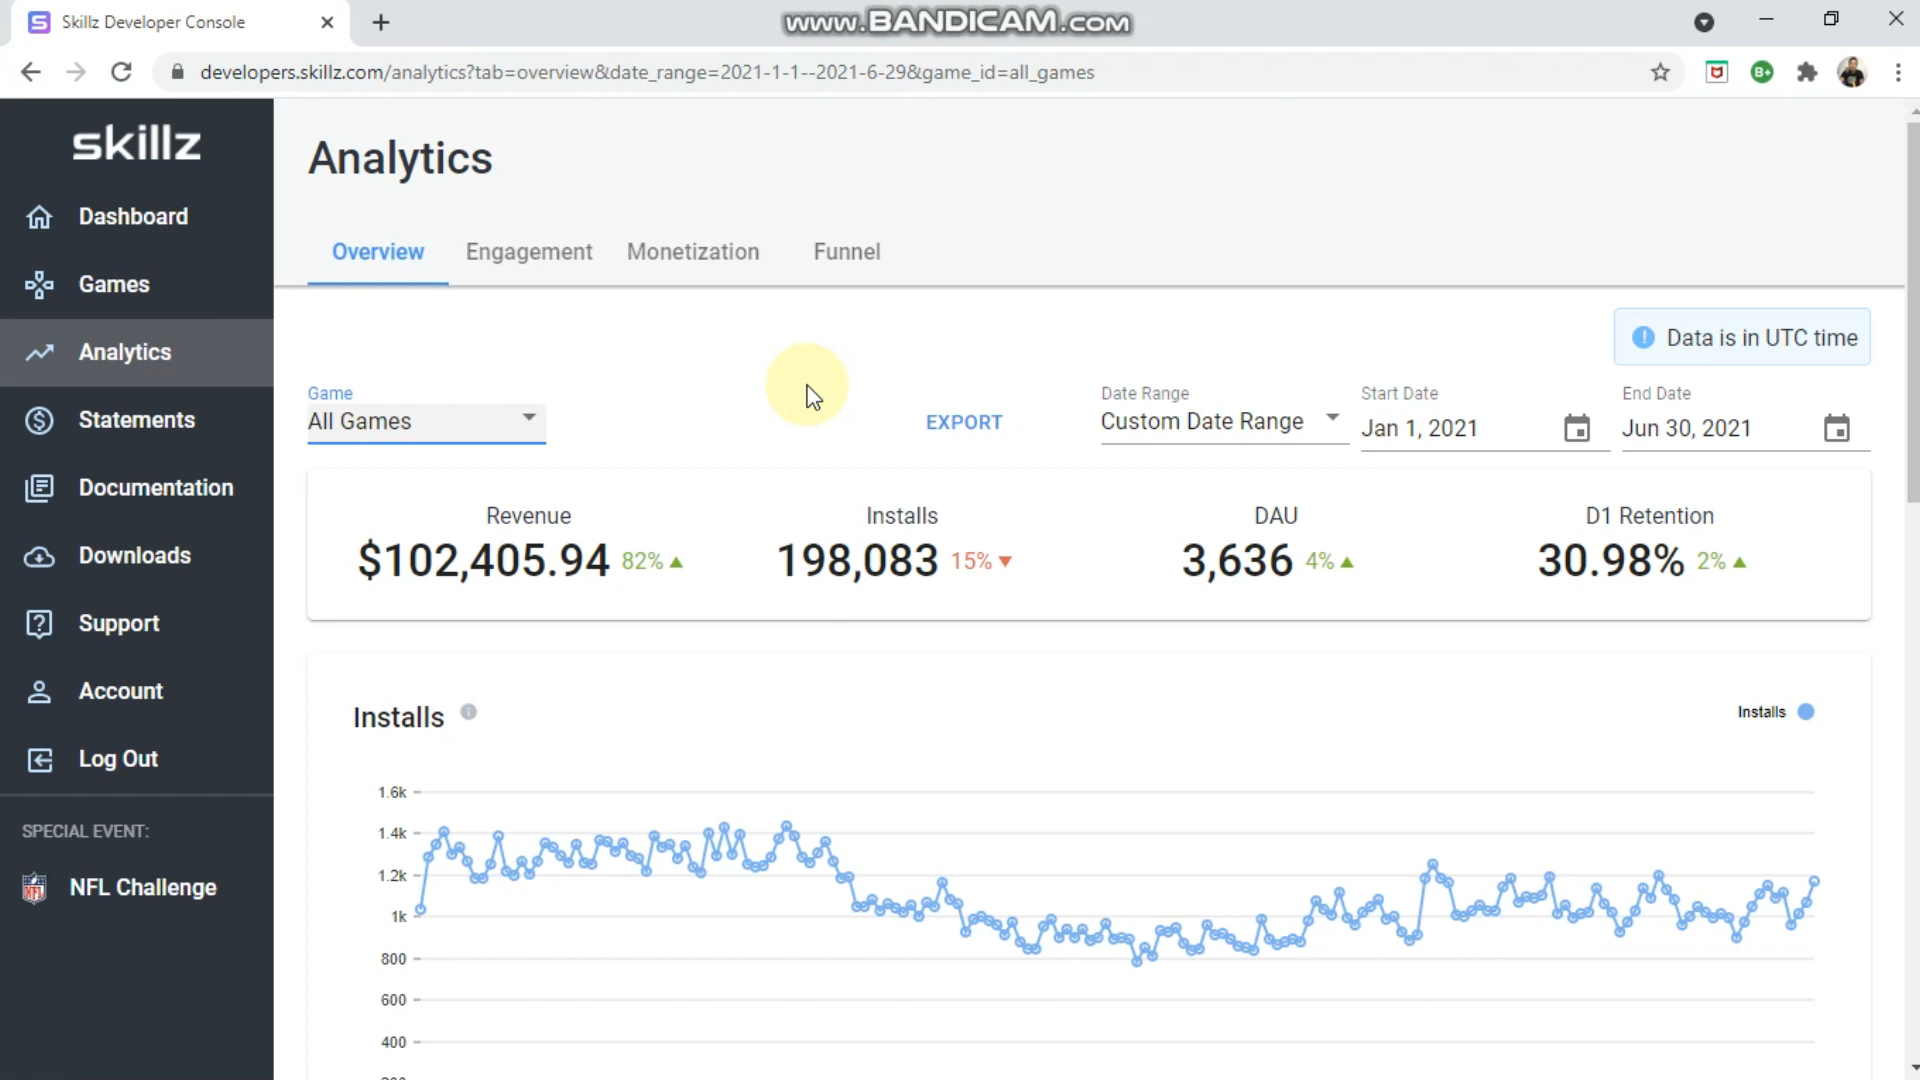 Skillz Developer Console
www.BANDICAM.com
developers.skillz.com/analytics?tab=overview&date_range=2021-1-1--2021-6-29&game_id=all_games
skillz
Dashboard
Games
Analytics
Statements
Documentation
Downloads
Support
Account
Log Out
SPECIAL EVENT:
NFL Challenge
Analytics
Overview Engagement Monetization Funnel
Data is in UTC time
Game
All Games
EXPORT
Date Range
Custom Date Range
Start Date
Jan 1, 2021
End Date
Jun 30, 2021
Revenue
$102,405.94 82%
Installs
198,083 15%
DAU
3,636 4%
D1 Retention
30.98% 2%
Installs
Installs
1.6k
1.4k
1.2k
1k
800
600
400